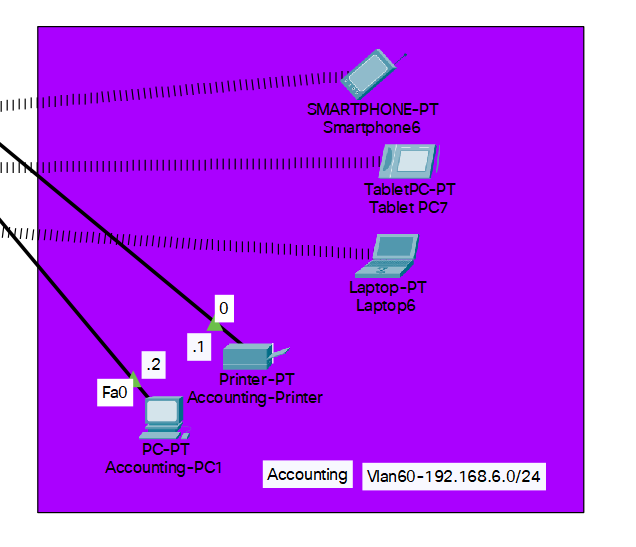 SMARTPHONE-PT
Smartphone6
TabletPC-PT
Tablet PC7
Laptop-PT
Laptop6
0
.1
Printer-PT
Accounting-Printer
.2
Fa0
PC-PT
Accounting-PC1
Accounting
Vlan60-192.168.6.0/24